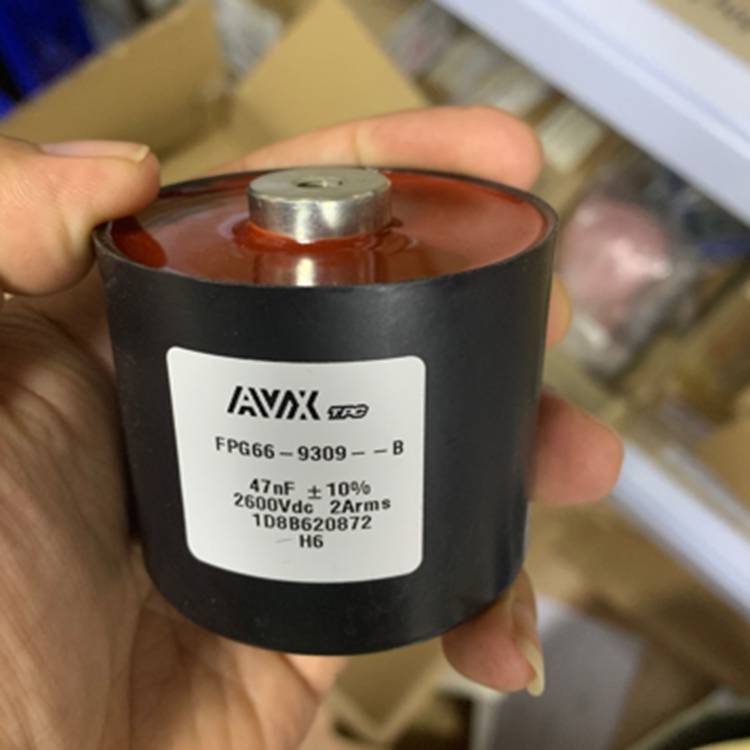 AVX TPC
FPG66-9309--B
47nF ±10%
2600Vdc 2Arms
1D8B620872
H6